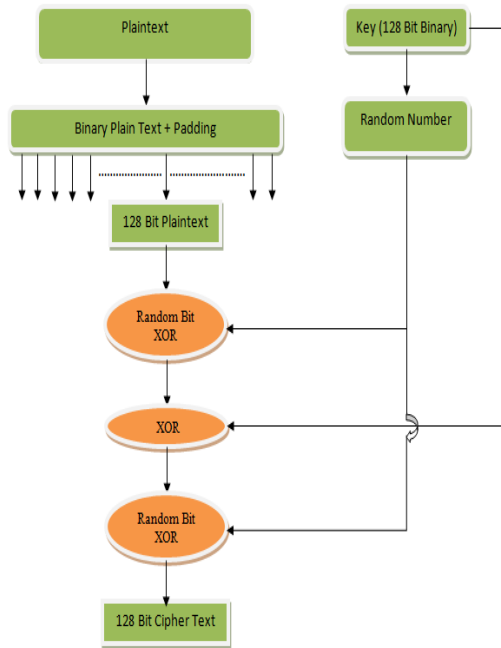 Plaintext
Key (128 Bit Binary)
Binary Plain Text + Padding
Random Number
128 Bit Plaintext
Random Bit
XOR
XOR
Random Bit
XOR
128 Bit Cipher Text